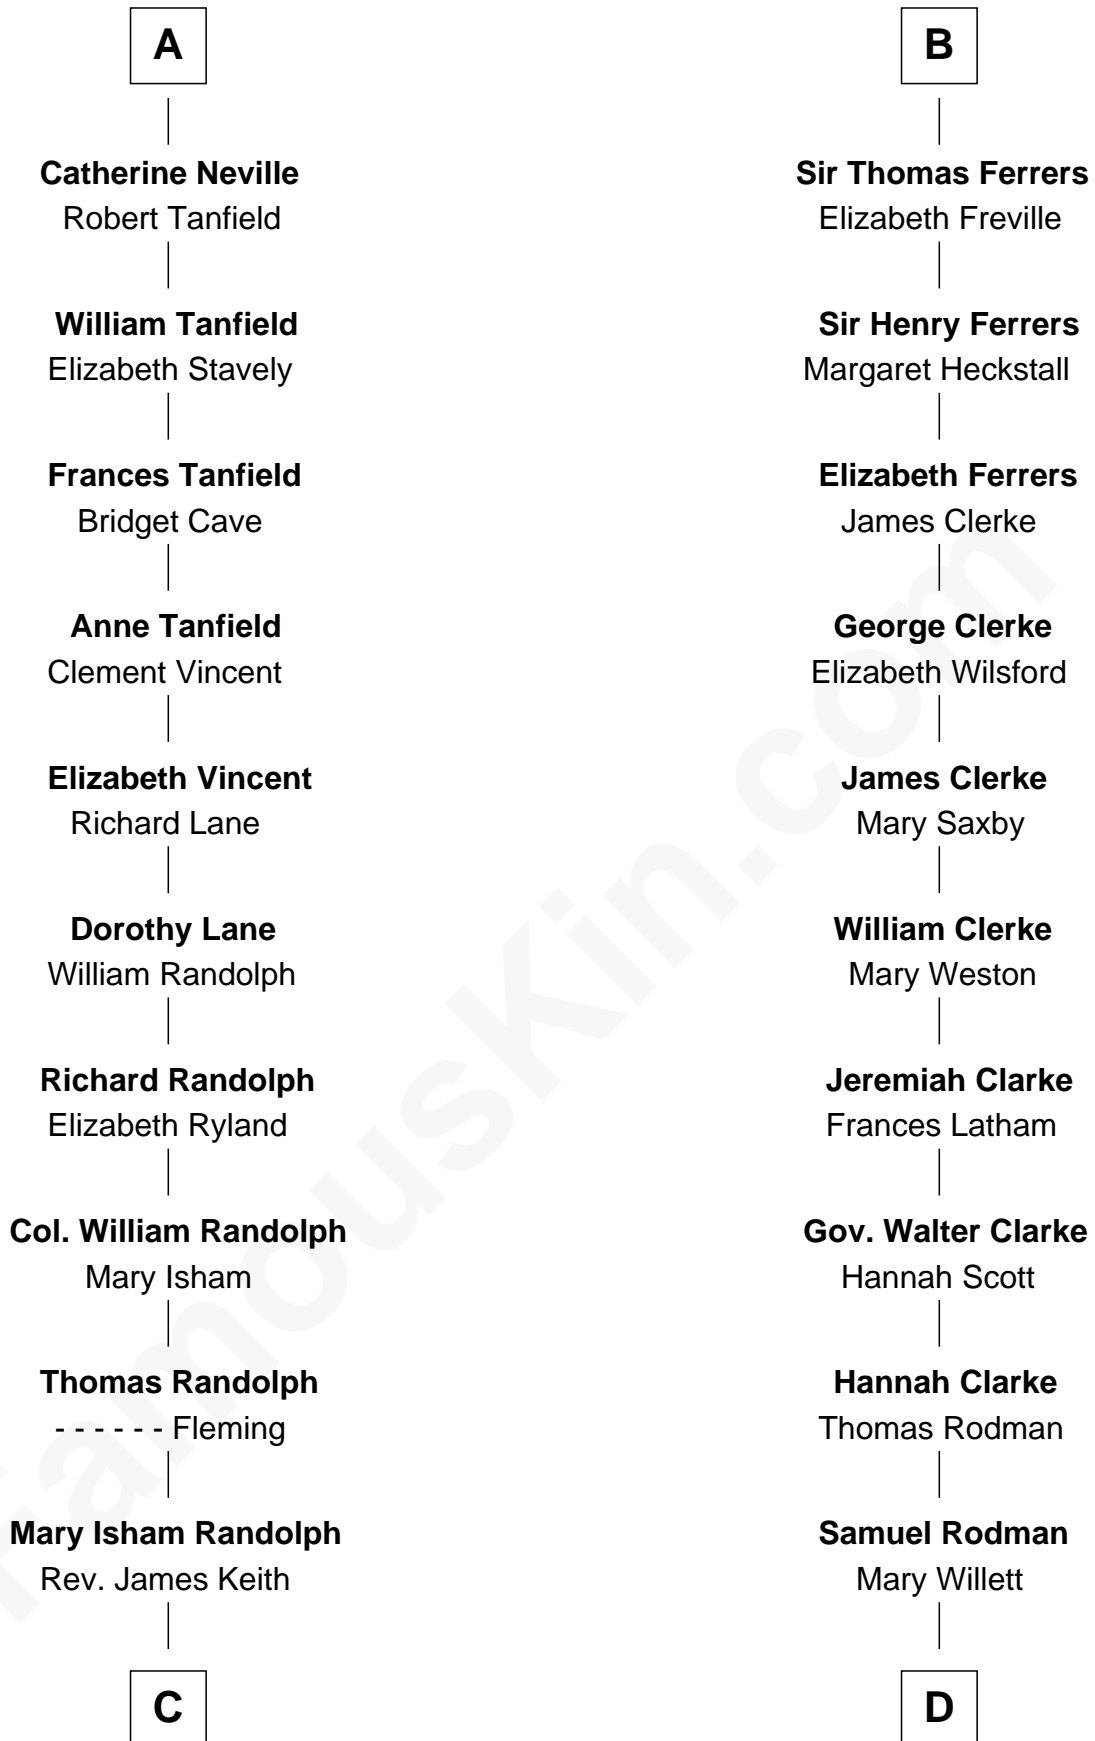 A
Catherine Neville
Robert Tanfield
William Tanfield
Elizabeth Stavely
Frances Tanfield
Bridget Cave
Anne Tanfield
Clement Vincent
Elizabeth Vincent
Richard Lane
Dorothy Lane
William Randolph
Richard Randolph
Elizabeth Ryland
Col. William Randolph
Mary Isham
Thomas Randolph
- - - - - - Fleming
Mary Isham Randolph
Rev. James Keith
C
B
Sir Thomas Ferrers
Elizabeth Freville
Sir Henry Ferrers
Margaret Heckstall
Elizabeth Ferrers
James Clerke
George Clerke
Elizabeth Wilsford
James Clerke
Mary Saxby
William Clerke
Mary Weston
Jeremiah Clarke
Frances Latham
Gov. Walter Clarke
Hannah Scott
Hannah Clarke
Thomas Rodman
Samuel Rodman
Mary Willett
D
FamousKin.com